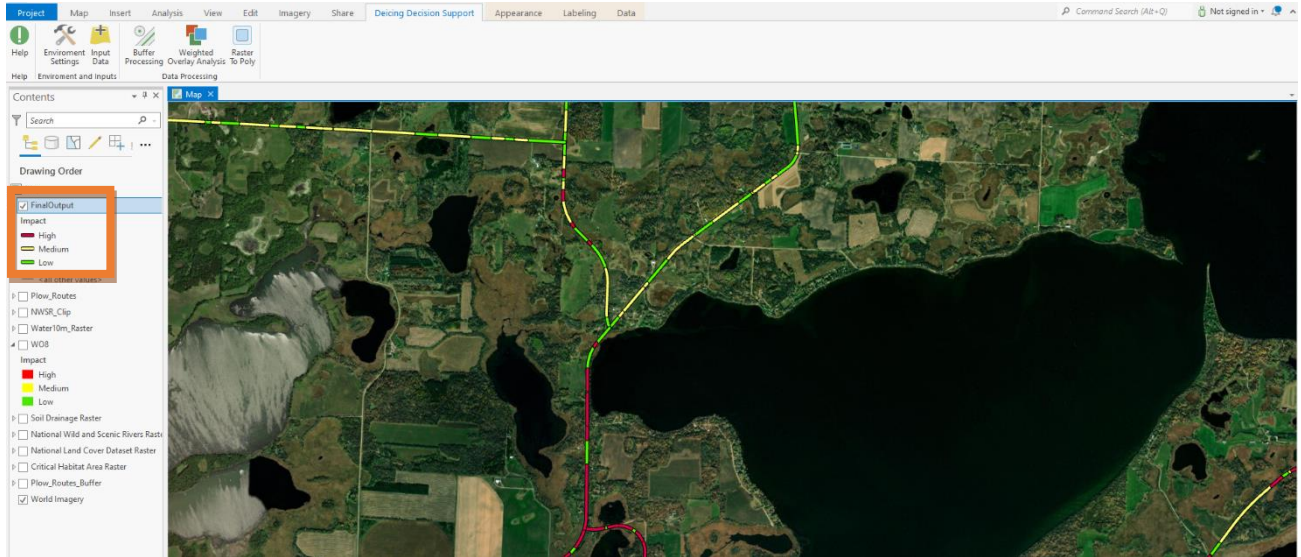 Project Map Insert Analysis View Edit Imagery Share Deicing Decision Support Appearance Labeling Data Command Search (Alt+Q) Not signed in
Help Enviroment Settings Input Data Buffer Processing Weighted Overlay Analysis Raster To Poly
Help Enviroment and Inputs Data Processing
Contents
Map
Search
Drawing Order
FinalOutput
Impact
High
Medium
Low
<all other values>
Plow_Routes
NWSR_Clip
Water10m_Raster
WO8
Impact
High
Medium
Low
Soil Drainage Raster
National Wild and Scenic Rivers Raste
National Land Cover Dataset Raster
Critical Habitat Area Raster
Plow_Routes_Buffer
World Imagery